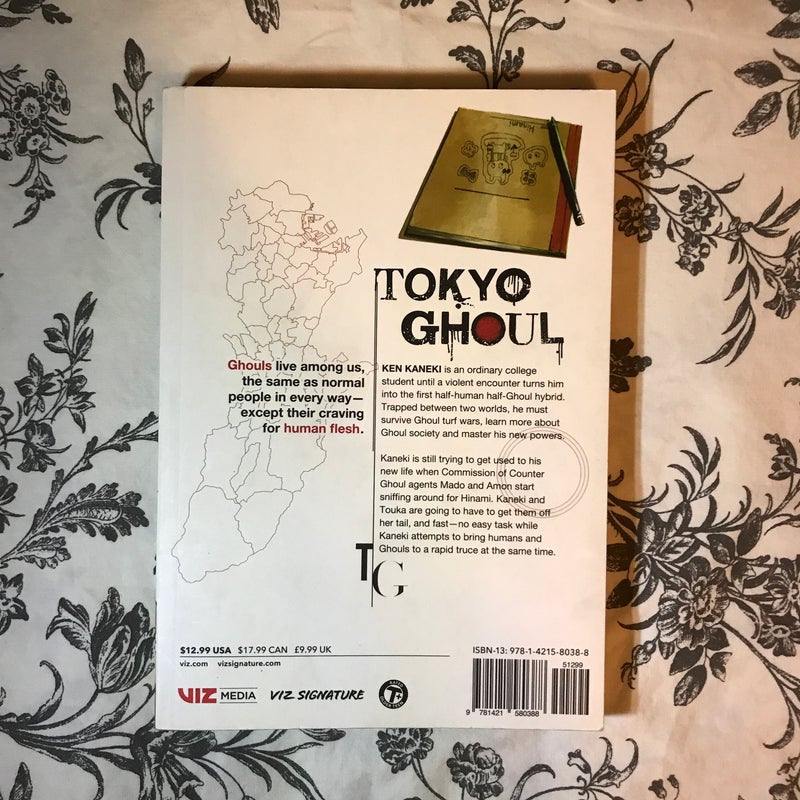 Hinami
TOKYO
GHOUL
Ghouls live among us,
the same as normal
people in every way—
except their craving
for human flesh.
KEN KANEKI is an ordinary college
student until a violent encounter turns him
into the first half-human half-Ghoul hybrid.
Trapped between two worlds, he must
survive Ghoul turf wars, learn more about
Ghoul society and master his new powers.
Kaneki is still trying to get used to his
new life when Commission of Counter
Ghoul agents Mado and Amon start
sniffing around for Hinami. Kaneki and
Touka are going to have to get them off
her tail, and fast—no easy task while
Kaneki attempts to bring humans and
Ghouls to a rapid truce at the same time.
TG
$12.99 USA $17.99 CAN £9.99 UK
viz.com vizsignature.com
VIZ MEDIA VIZ SIGNATURE T+
ISBN-13: 978-1-4215-8038-8
51299
9 781421 580388